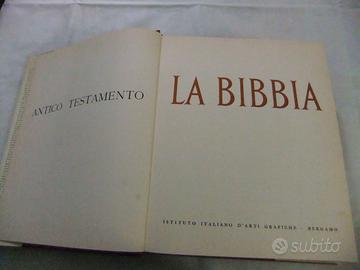 ANTICO TESTAMENTO
LA BIBBIA
ISTITUTO ITALIANO D'ARTI GRAFICHE - BERGAMO
subito